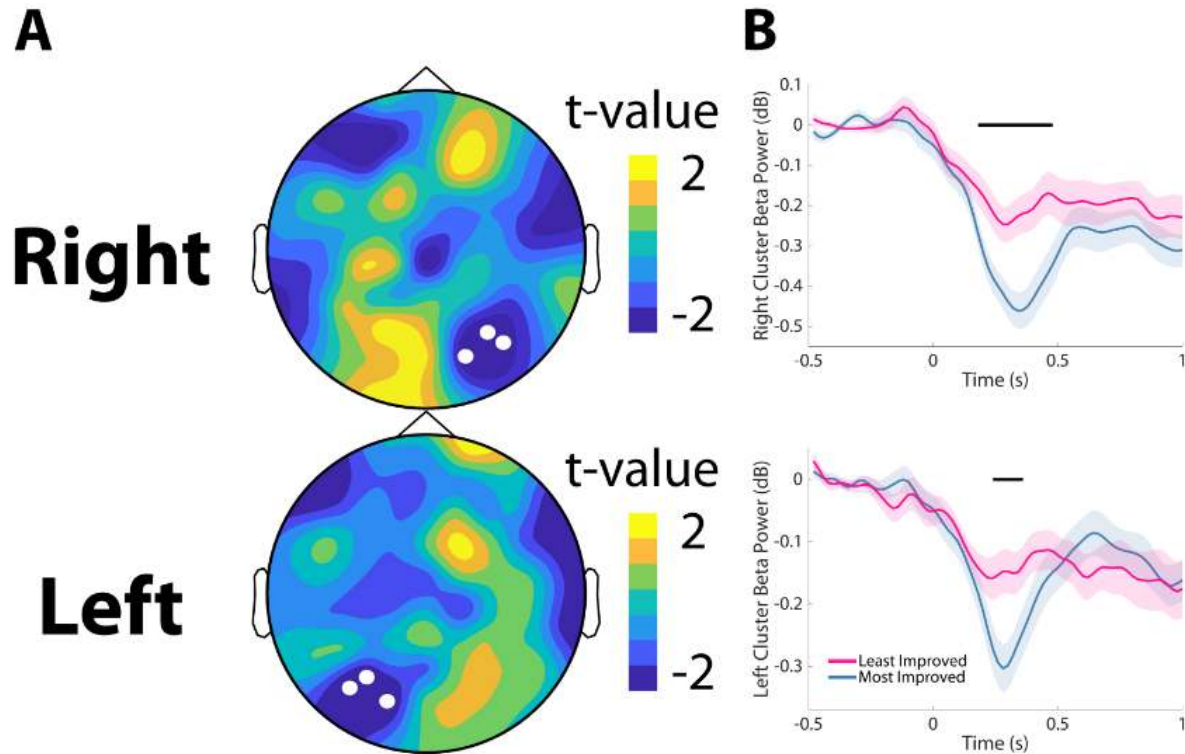 A
Right
t-value
2
-2
Left
t-value
2
-2
B
Right Cluster Beta Power (dB)
0.1
0
-0.1
-0.2
-0.3
-0.4
-0.5
-0.5 0 0.5 1
Time (s)
Left Cluster Beta Power (dB)
0
-0.1
-0.2
-0.3
Least Improved
Most Improved
-0.5 0 0.5 1
Time (s)